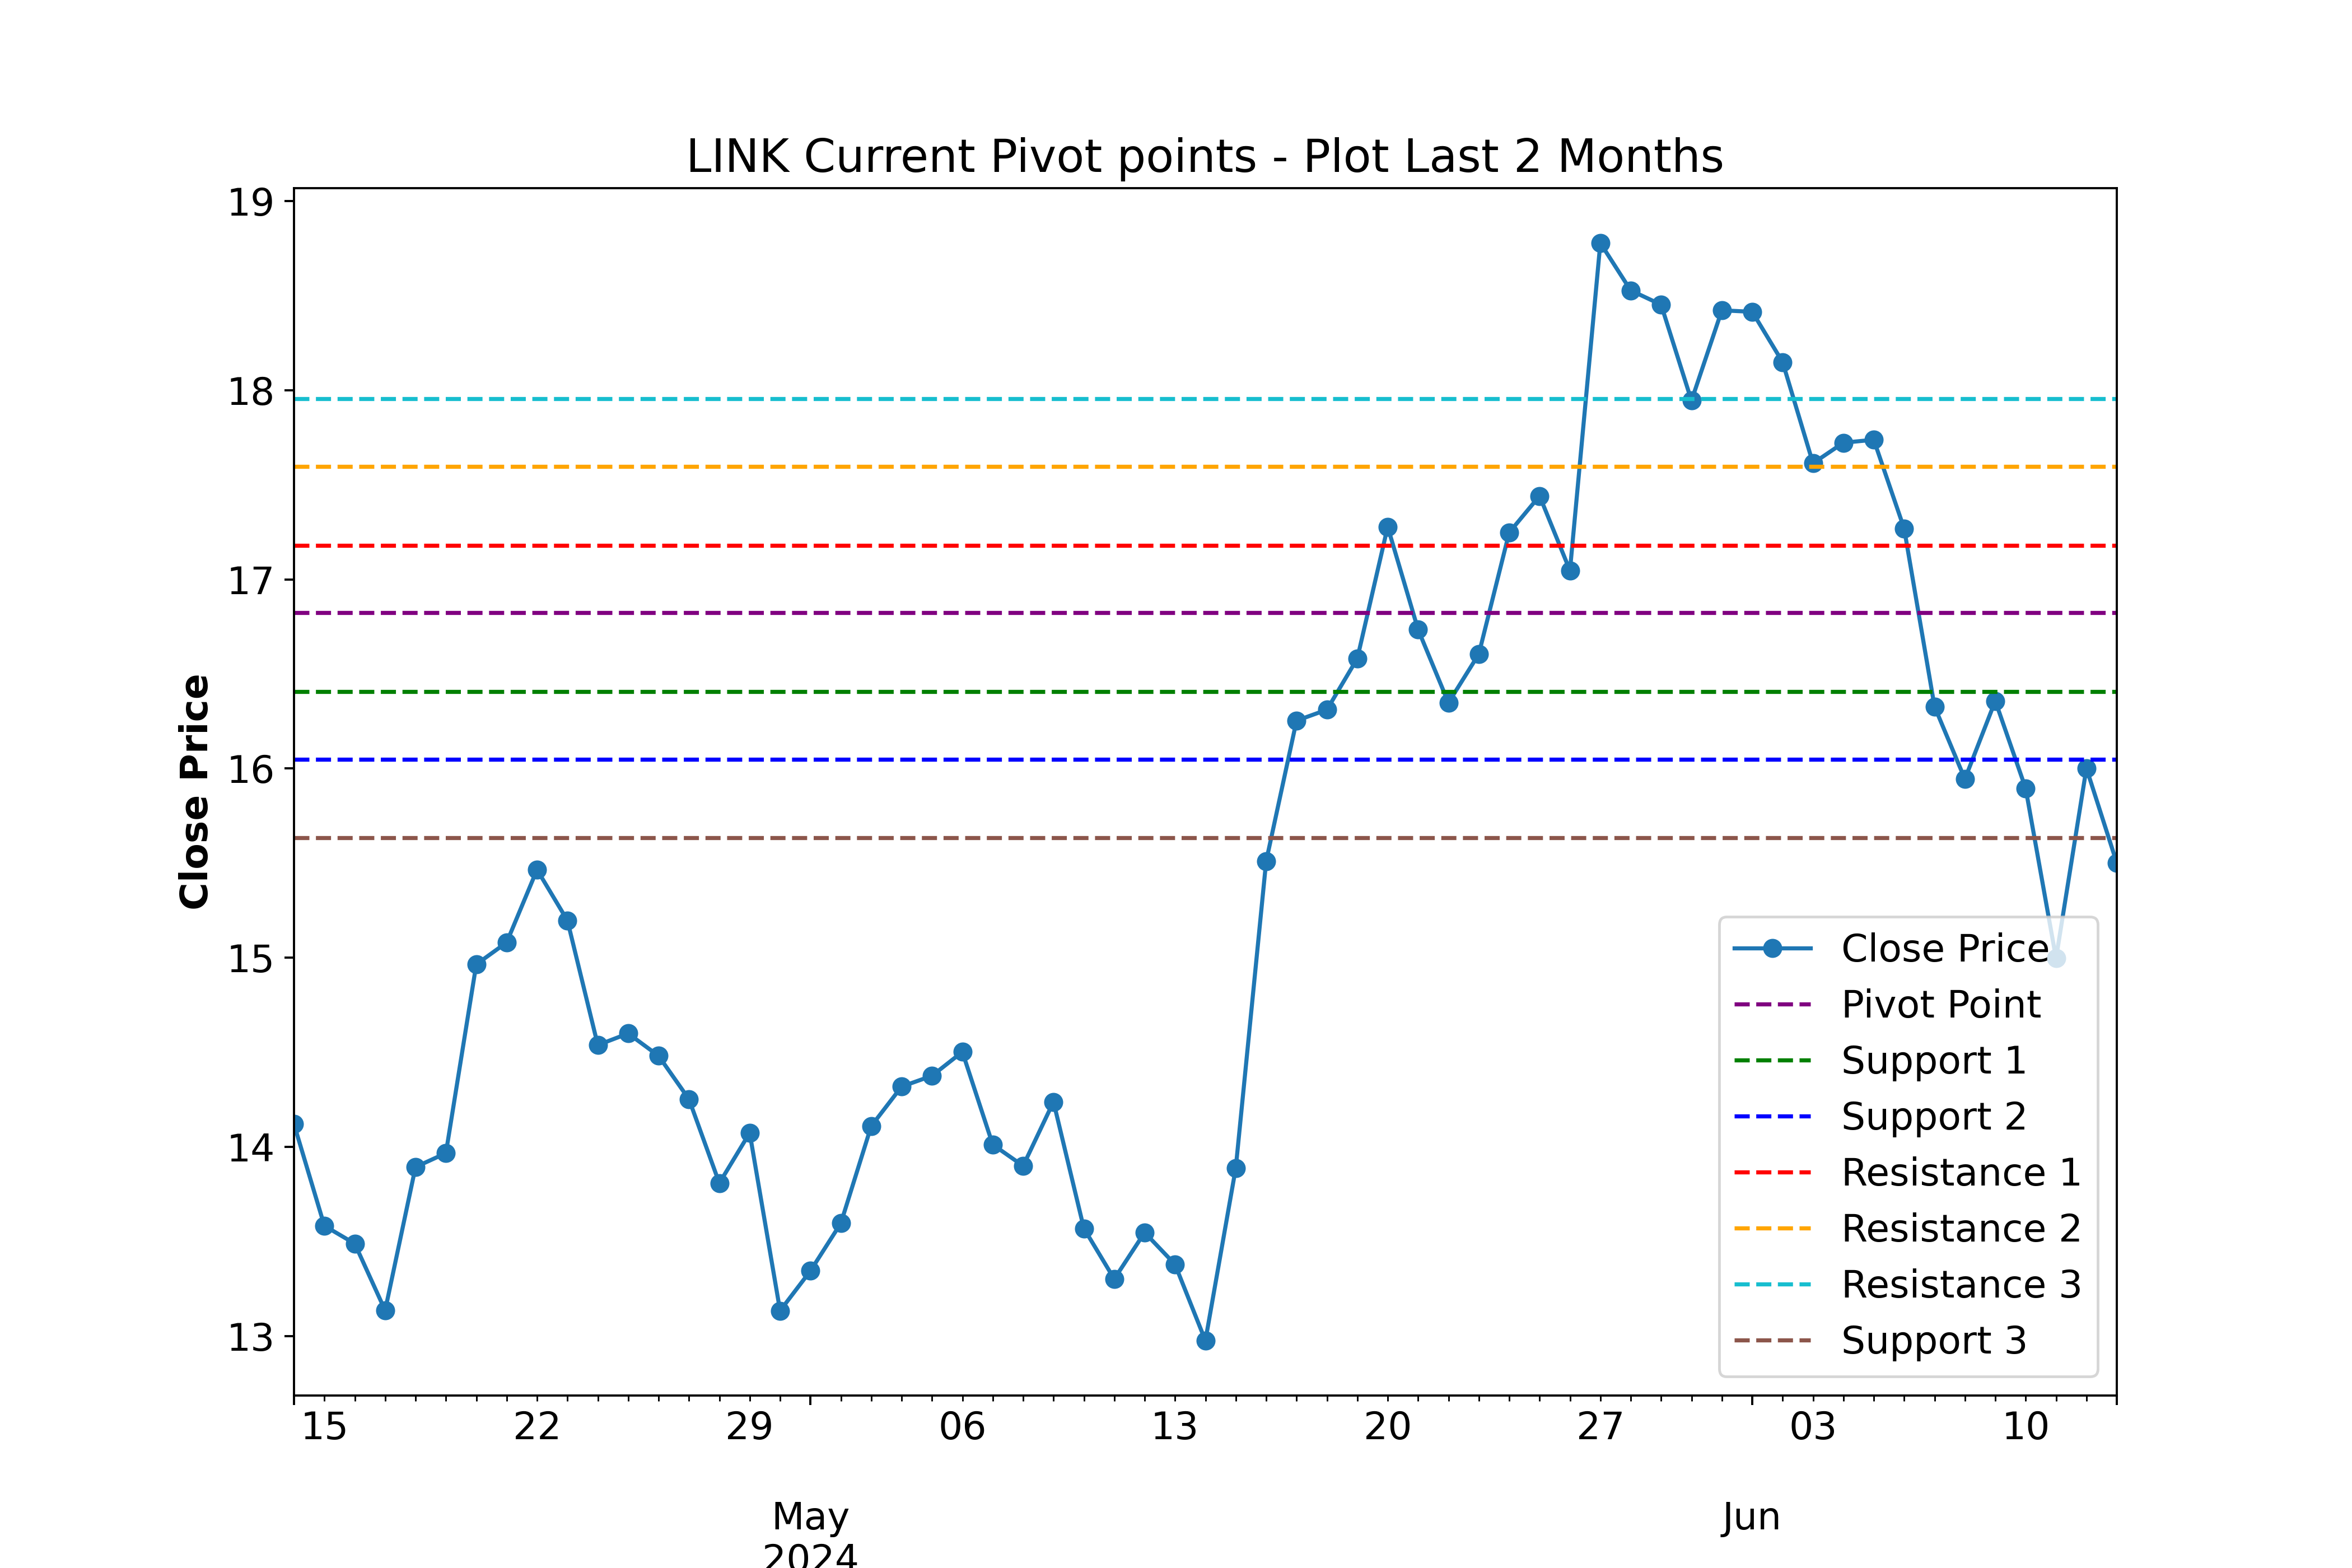 LINK Current Pivot points - Plot Last 2 Months
19
18
17
16
15
14
13
Close Price
Close Price
Pivot Point
Support 1
Support 2
Resistance 1
Resistance 2
Resistance 3
Support 3
15 22 29 06 13 20 27 03 10
May Jun
2024